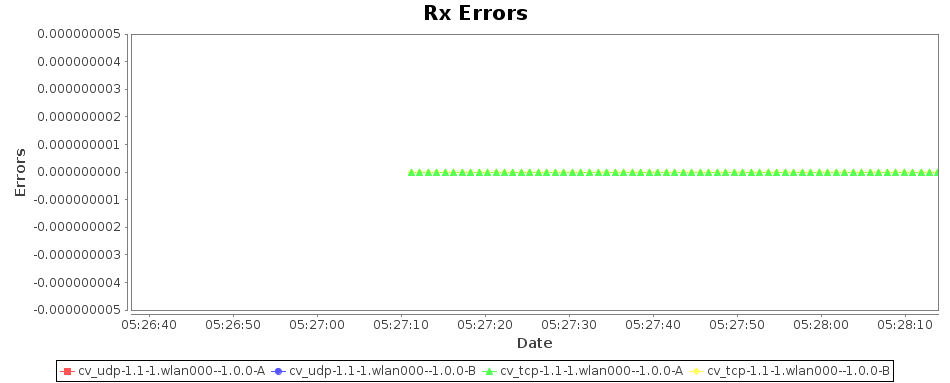 Rx Errors
0.000000005
0.000000004
0.000000003
0.000000002
0.000000001
0.000000000
-0.000000001
-0.000000002
-0.000000003
-0.000000004
-0.000000005
Errors
05:26:40 05:26:50 05:27:00 05:27:10 05:27:20 05:27:30 05:27:40 05:27:50 05:28:00 05:28:10
Date
cv_udp-1.1-1.wlan000--1.0.0-A cv_udp-1.1-1.wlan000--1.0.0-B cv_tcp-1.1-1.wlan000--1.0.0-A cv_tcp-1.1-1.wlan000--1.0.0-B